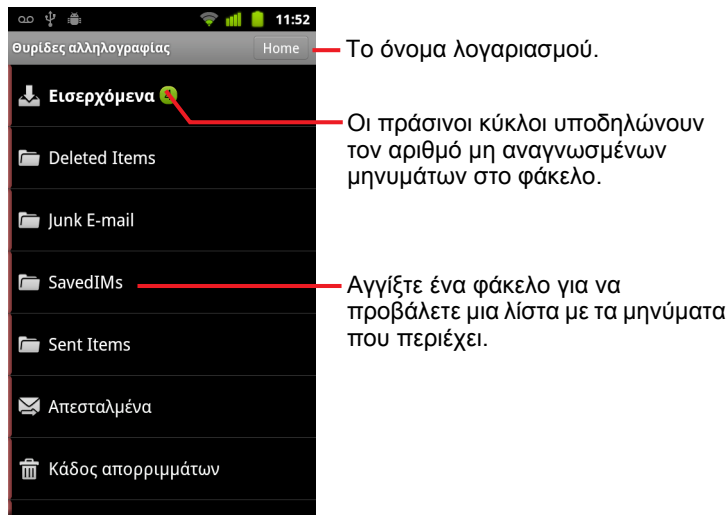 11:52
Θυρίδες αλληλογραφίας
Home
Εισερχόμενα
Deleted Items
Junk E-mail
SavedIMs
Sent Items
Απεσταλμένα
Κάδος απορριμμάτων
Το όνομα λογαριασμού.
Οι πράσινοι κύκλοι υποδηλώνουν
τον αριθμό μη αναγνωσμένων
μηνυμάτων στο φάκελο.
Αγγίξτε ένα φάκελο για να
προβάλετε μια λίστα με τα μηνύματα
που περιέχει.